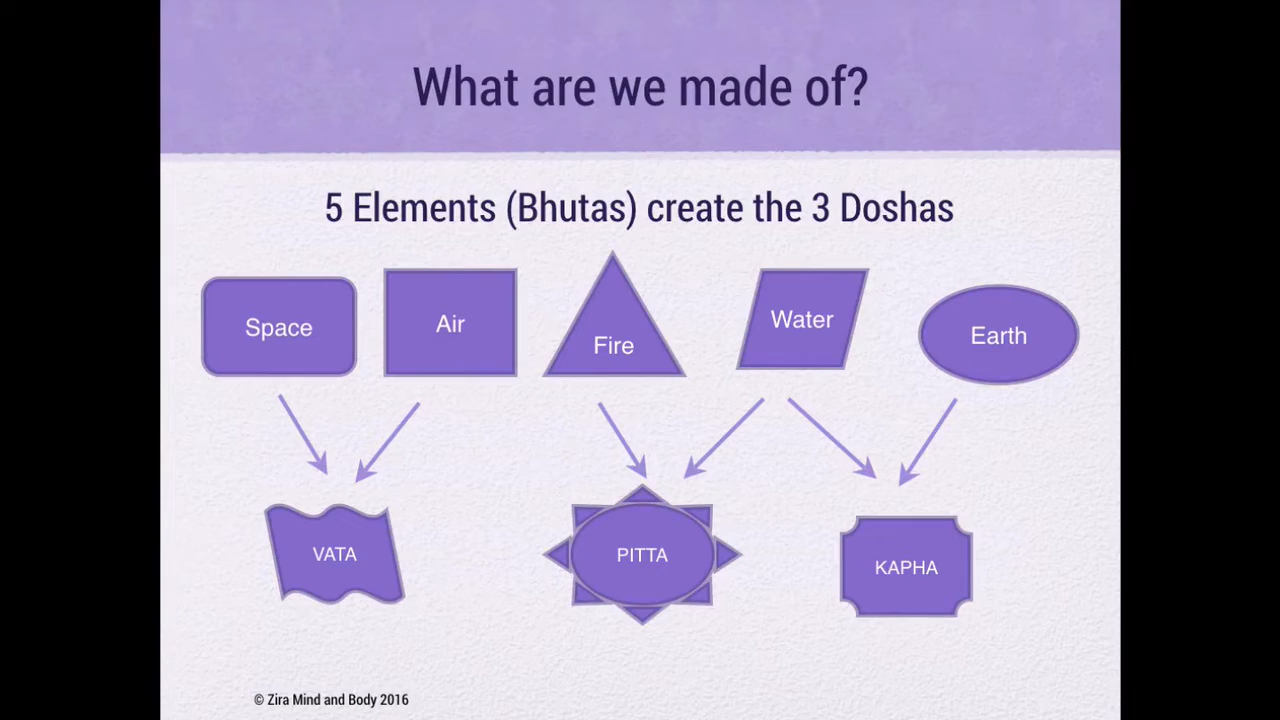 What are we made of?
5 Elements (Bhutas) create the 3 Doshas
Space
Air
Fire
Water
Earth
VATA
PITTA
KAPHA
© Zira Mind and Body 2016